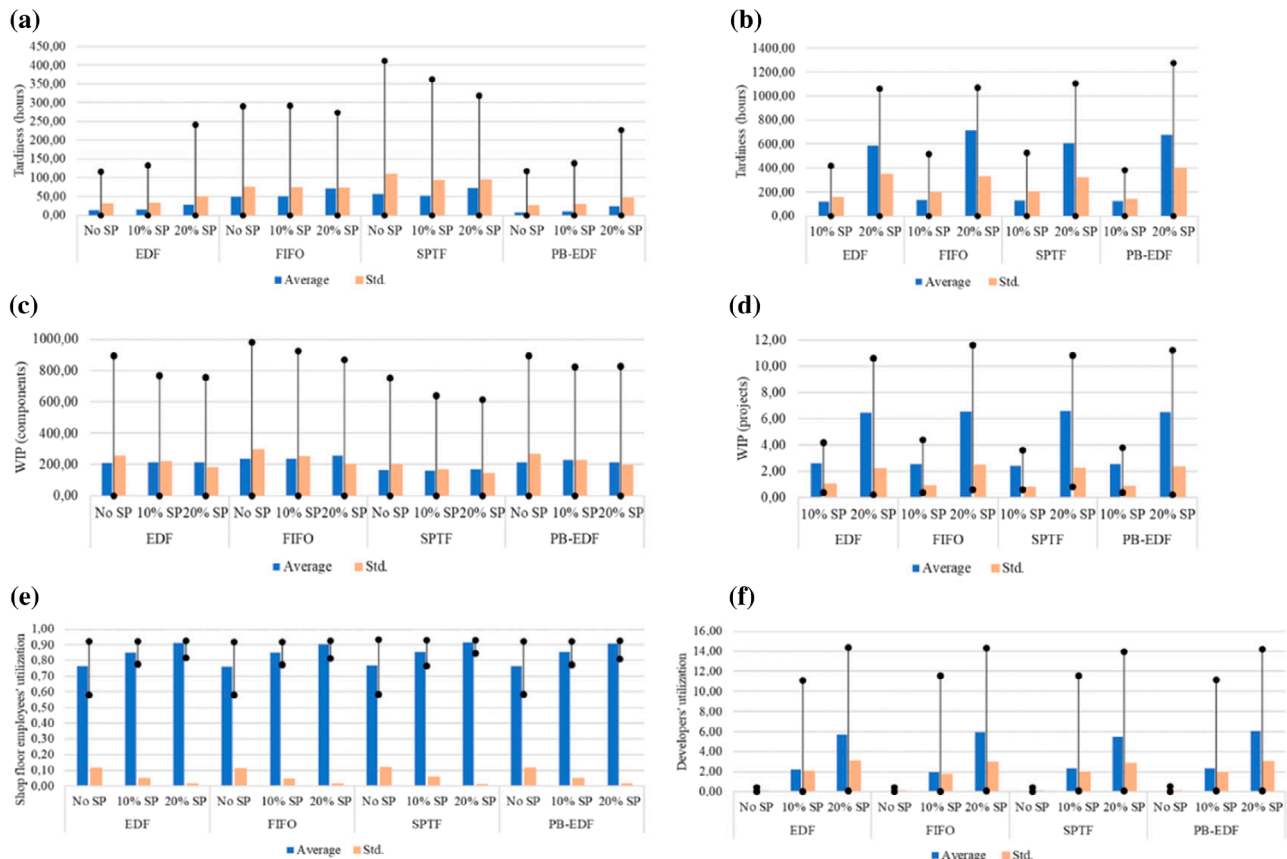 (a)
450,00
400,00
350,00
300,00
250,00
200,00
150,00
100,00
50,00
0,00
Tardiness (hours)
No SP 10% SP 20% SP No SP 10% SP 20% SP No SP 10% SP 20% SP No SP 10% SP 20% SP
EDF FIFO SPTF PB-EDF
Average Std.
(b)
1400,00
1200,00
1000,00
800,00
600,00
400,00
200,00
0,00
Tardiness (hours)
10% SP 20% SP 10% SP 20% SP 10% SP 20% SP 10% SP 20% SP
EDF FIFO SPTF PB-EDF
Average Std.
(c)
1000,00
800,00
600,00
400,00
200,00
0,00
WIP (components)
No SP 10% SP 20% SP No SP 10% SP 20% SP No SP 10% SP 20% SP No SP 10% SP 20% SP
EDF FIFO SPTF PB-EDF
Average Std.
(d)
12,00
10,00
8,00
6,00
4,00
2,00
0,00
WIP (projects)
10% SP 20% SP 10% SP 20% SP 10% SP 20% SP 10% SP 20% SP
EDF FIFO SPTF PB-EDF
Average Std.
(e)
1,00
0,90
0,80
0,70
0,60
0,50
0,40
0,30
0,20
0,10
0,00
Shop floor employees' utilization
No SP 10% SP 20% SP No SP 10% SP 20% SP No SP 10% SP 20% SP No SP 10% SP 20% SP
EDF FIFO SPTF PB-EDF
Average Std.
(f)
16,00
14,00
12,00
10,00
8,00
6,00
4,00
2,00
0,00
Developers' utilization
No SP 10% SP 20% SP No SP 10% SP 20% SP No SP 10% SP 20% SP No SP 10% SP 20% SP
EDF FIFO SPTF PB-EDF
Average Std.